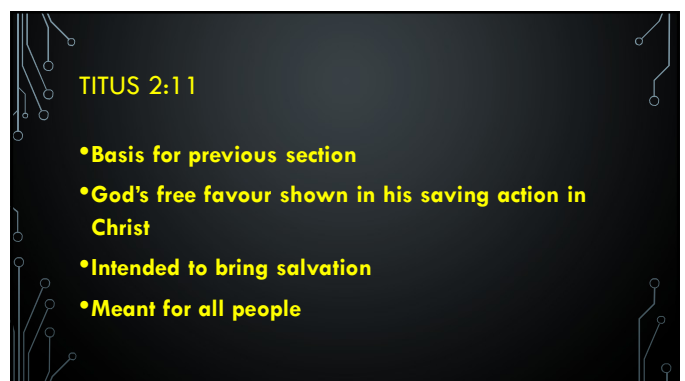 TITUS 2:11
•Basis for previous section
•God's free favour shown in his saving action in
Christ
•Intended to bring salvation
•Meant for all people